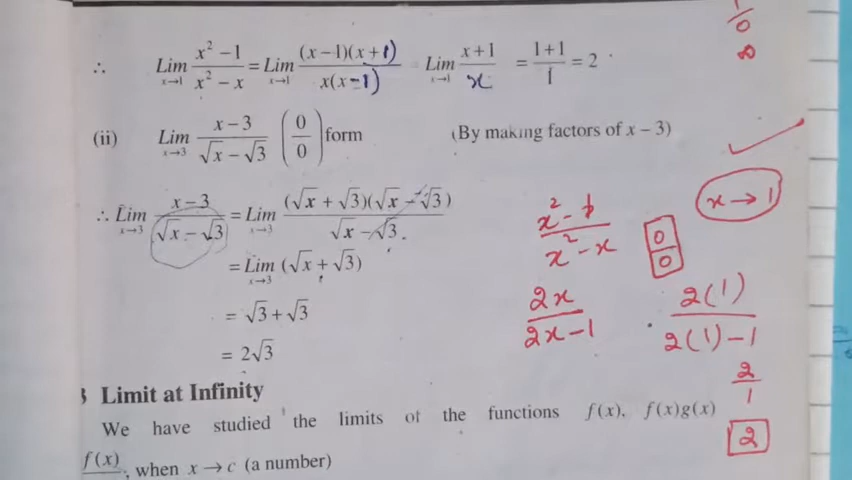 1/0
∞
∴ Lim x→1 (x² −1)/(x² − x) = Lim x→1 (x −1)(x+1)/x(x−1) Lim x→1 (x+1)/x = (1+1)/1 = 2
(ii) Lim x→3 (x − 3)/(√x − √3) (0/0) form (By making factors of x − 3)
x → 1
∴ Lim x→3 (x−3)/(√x − √3) = Lim x→3 (√x + √3)(√x − √3)/(√x − √3)
x² - 1/x² - x 0/0
= Lim x→3 (√x + √3)
= √3 + √3
2x/2x-1 2(1)/2(1)-1
= 2√3
2/1
3 Limit at Infinity
We have studied the limits of the functions f(x), f(x)g(x)
2
f(x)/, when x → c (a number)